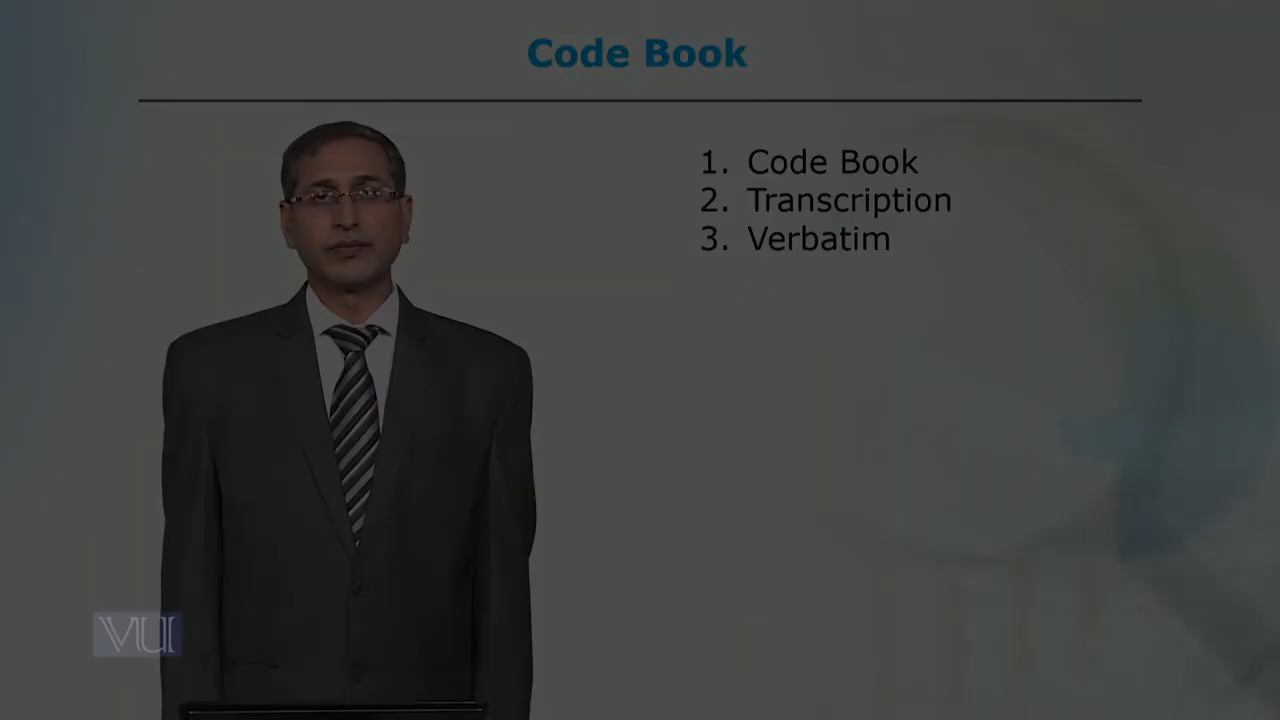 Code Book
1. Code Book
2. Transcription
3. Verbatim
VU